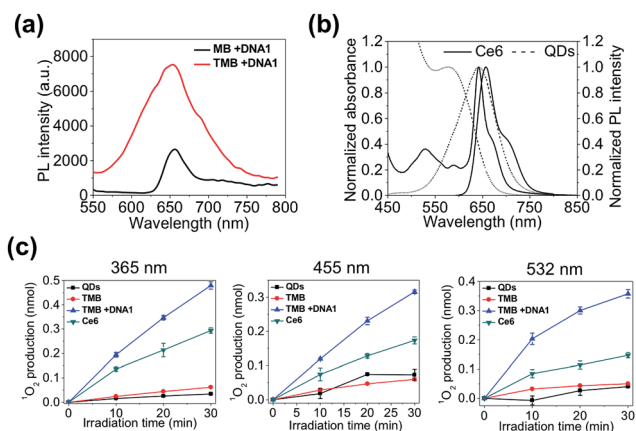 (a)
MB +DNA1
TMB +DNA1
8000
6000
4000
2000
0
PL intensity (a.u.)
550 600 650 700 750 800
Wavelength (nm)
(b)
Ce6 QDs
1.0
0.8
0.6
0.4
0.2
0.0
Normalized absorbance
1.0
0.8
0.6
0.4
0.2
0.0
Normalized PL intensity
450 550 650 750 850
Wavelength (nm)
(c)
365 nm
QDs
TMB
TMB +DNA1
Ce6
0.5
0.4
0.3
0.2
0.1
0.0
¹O₂ production (nmol)
0 10 20 30
Irradiation time (min)
455 nm
QDs
TMB
TMB +DNA1
Ce6
0.3
0.2
0.1
0.0
¹O₂ production (nmol)
0 10 20 30
Irradiation time (min)
532 nm
QDs
TMB
TMB +DNA1
Ce6
0.4
0.3
0.2
0.1
0.0
¹O₂ production (nmol)
0 10 20 30
Irradiation time (min)